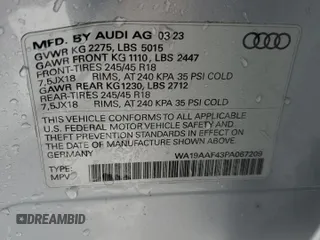 MFD. BY AUDI AG 03 23
GVWR KG 2275, LBS 5015
GAWR FRONT KG 1110, LBS 2447
FRONT-TIRES 245/45 R18
7.5JX18 RIMS, AT 240 KPA 35 PSI COLD
GAWR REAR KG1230, LBS 2712
REAR-TIRES 245/45 R18
7.5JX18 RIMS, AT 240 KPA 35 PSI COLD
THIS VEHICLE CONFORMS TO ALL APPLICABLE
U.S. FEDERAL MOTOR VEHICLE SAFETY, BUMPER AND
THEFT PREVENTION STANDARDS IN EFFECT ON
THE DATE OF MANUFACTURE SHOWN ABOVE
GERMANY
WA19AAF43PA067209
TYPE:
MPV
DREAMBID